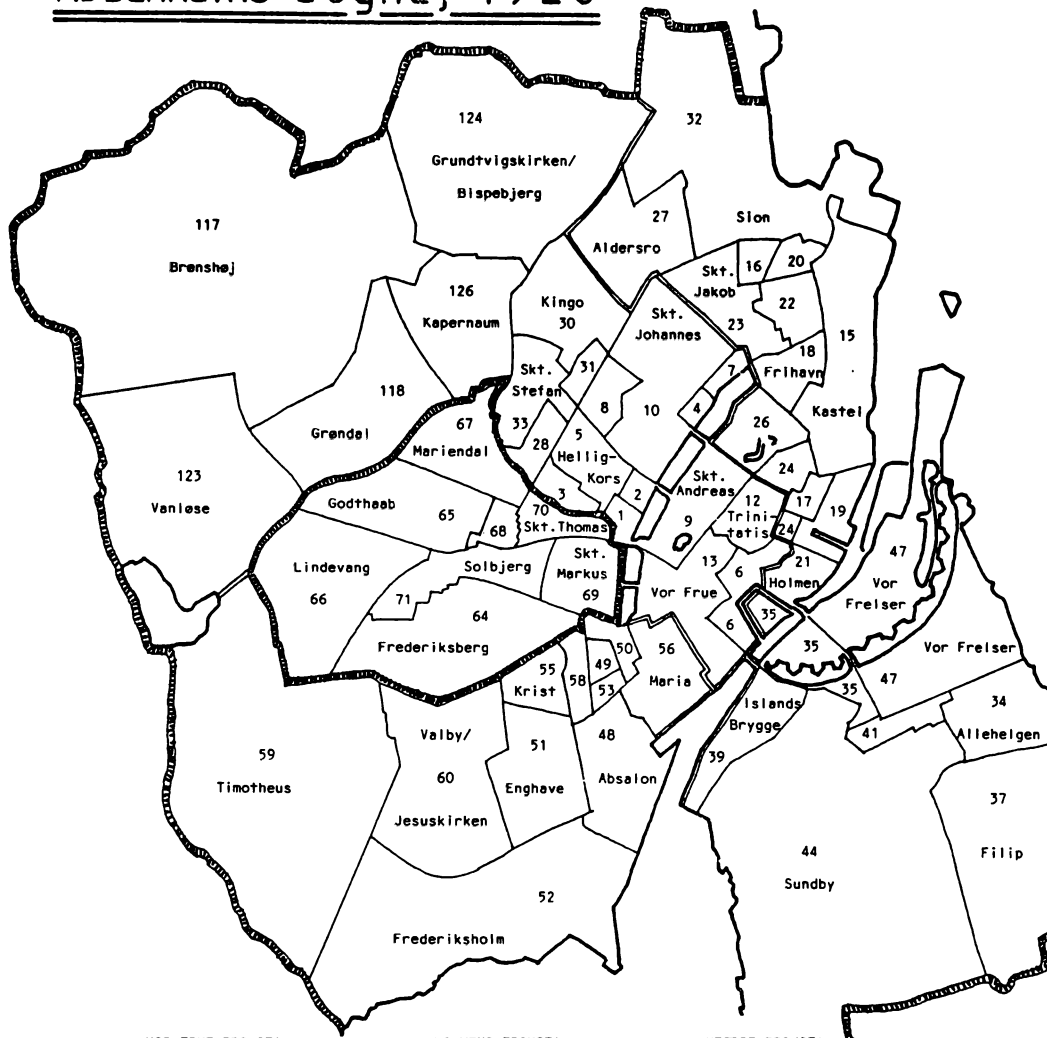 124
Grundtvigskirken/
Bispebjerg
32
117
Brønshøj
27
Aldersro
Sion
126
Kapernaum
Kingo
30
Skt.
Jakob
23
16
20
22
15
Skt.
Johannes
18
Frihavn
Kastel
118
Grøndal
Skt.
Stefan
33
31
8
10
7
4
26
67
Mariendal
28
5
Hellig-
Kors
3
2
1
Skt.
Andreas
9
24
12
Trini-
tatis
17
24
19
123
Vanløse
Godthaab
65
68
70
Skt.Thomas
13
6
21
Holmen
47
Vor
Frelser
Lindevang
66
Solbjerg
71
Skt.
Markus
69
Vor Frue
6
35
64
Frederiksberg
50
49
53
58
56
Maria
35
35
Vor Frelser
47
55
Krist
Islands
Brygge
39
41
34
Allehelgen
59
Timotheus
Valby/
60
Jesuskirken
51
Enghave
48
Absalon
37
Filip
44
Sundby
52
Frederiksholm